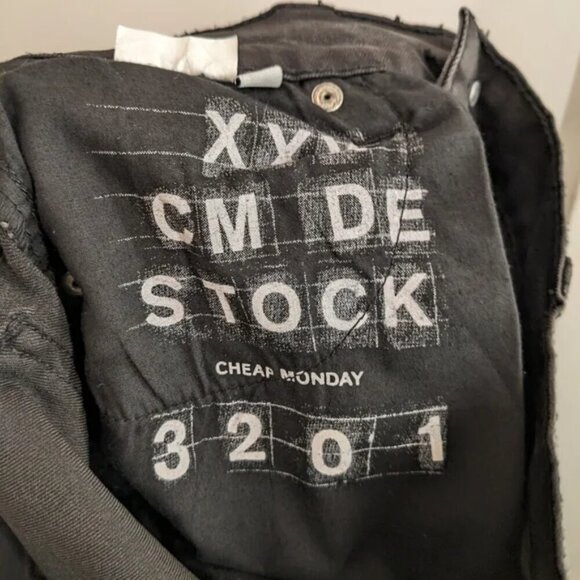 CM DE
STOCK
CHEAP MONDAY
3201